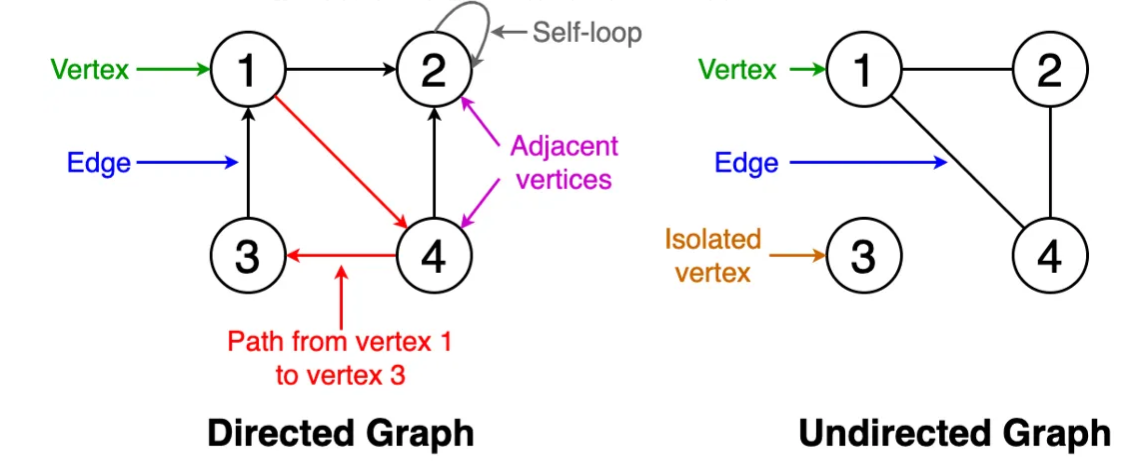 Self-loop
Vertex
1
2
Edge
Adjacent
vertices
3
4
Path from vertex 1
to vertex 3
Directed Graph
Vertex
1
2
Edge
Isolated
vertex
3
4
Undirected Graph